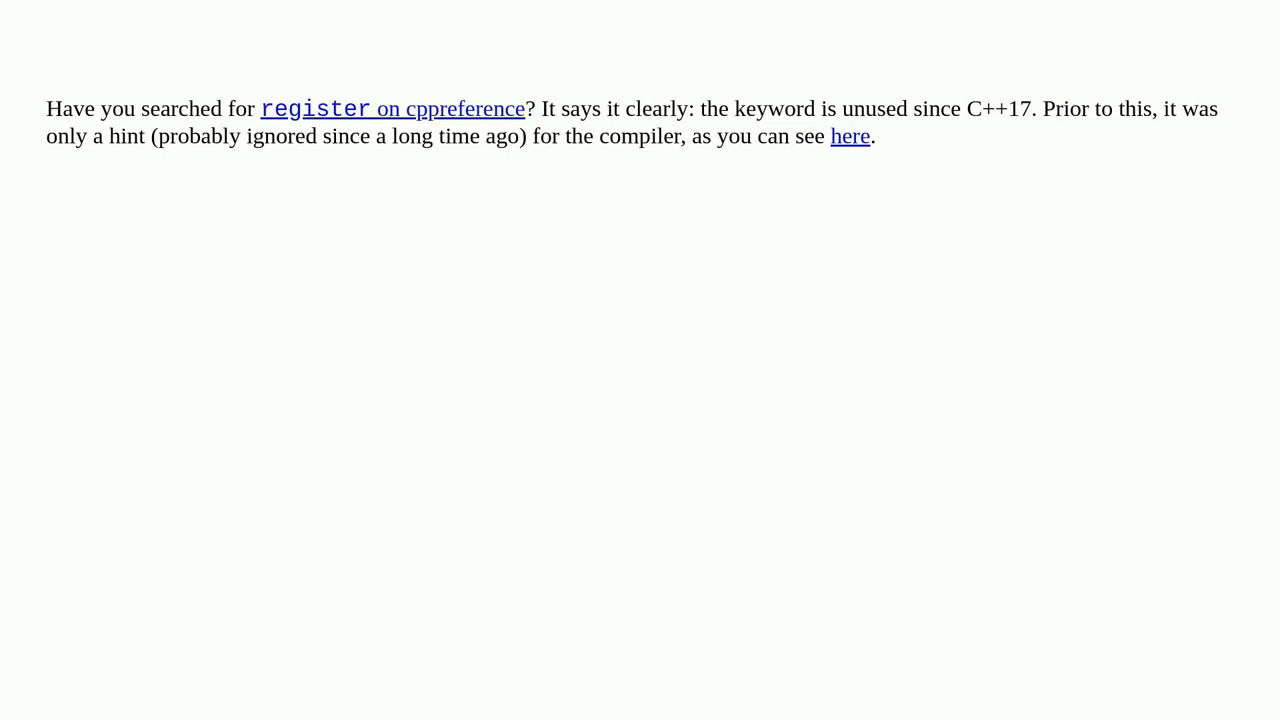 Have you searched for register on cppreference? It says it clearly: the keyword is unused since C++17. Prior to this, it was
only a hint (probably ignored since a long time ago) for the compiler, as you can see here.